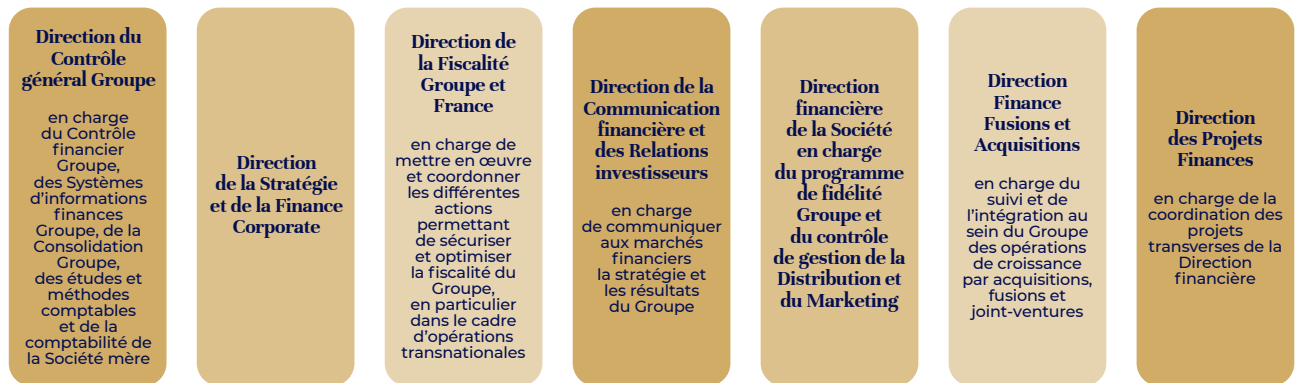 Direction du
Contrôle
général Groupe
en charge
du Contrôle
financier
Groupe,
des Systèmes
d'informations
finances
Groupe, de la
Consolidation
Groupe,
des études et
méthodes
comptables
et de la
comptabilité de
la Société mère
Direction
de la Stratégie
et de la Finance
Corporate
Direction de
la Fiscalité
Groupe et
France
en charge de
mettre en œuvre
et coordonner
les différentes
actions
permettant
de sécuriser
et optimiser
la fiscalité du
Groupe,
en particulier
dans le cadre
d'opérations
transnationales
Direction de la
Communication
financière et
des Relations
investisseurs
en charge
de communiquer
aux marchés
financiers
la stratégie et
les résultats
du Groupe
Direction
financière
de la Société
en charge
du programme
de fidélité
Groupe et
du contrôle
de gestion de la
Distribution et
du Marketing
Direction
Finance
Fusions et
Acquisitions
en charge du
suivi et de
l'intégration au
sein du Groupe
des opérations
de croissance
par acquisitions,
fusions et
joint-ventures
Direction
des Projets
Finances
en charge de la
coordination des
projets
transverses de la
Direction
financière